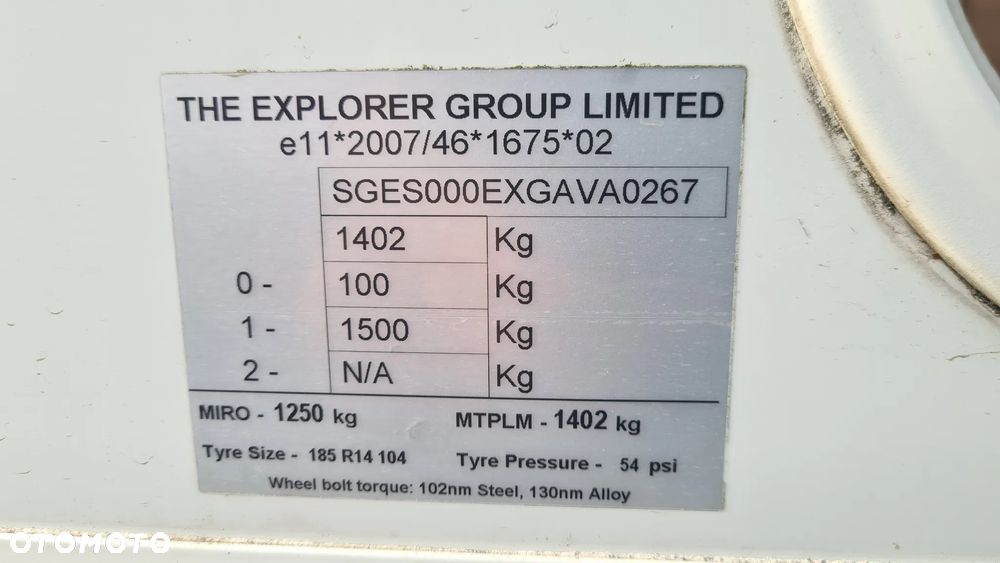 THE EXPLORER GROUP LIMITED
e11*2007/46*1675*02
SGES000EXGAVA0267
1402 Kg
0- 100 Kg
1- 1500 Kg
2- N/A Kg
MIRO - 1250 kg MTPLM - 1402 kg
Tyre Size - 185 R14 104 Tyre Pressure - 54 psi
Wheel bolt torque: 102nm Steel, 130nm Alloy
OTOMOTO